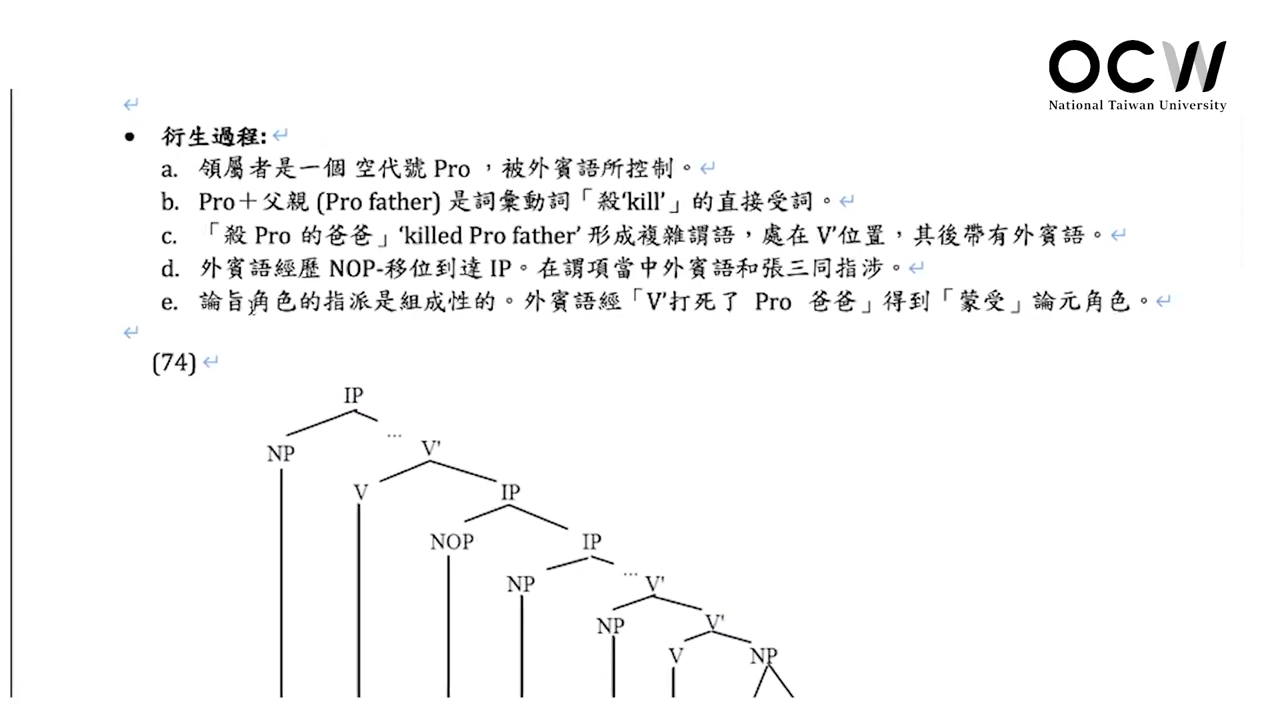 OCW
National Taiwan University
• 衍生過程:
a. 領屬者是一個 空代號 Pro ，被外賓語所控制。
b. Pro＋父親 (Pro father) 是詞彙動詞「殺‘kill’」的直接受詞。
c. 「殺 Pro 的爸爸」‘killed Pro father’ 形成複雜謂語，處在 V’位置，其後帶有外賓語。
d. 外賓語經歷 NOP-移位到達 IP。在謂項當中外賓語和張三同指涉。
e. 論旨角色的指派是組成性的。外賓語經「V’打死了 Pro 爸爸」得到「蒙受」論元角色。
(74)
IP
NP ... V'
V IP
NOP IP
NP ... V'
NP V'
V NP